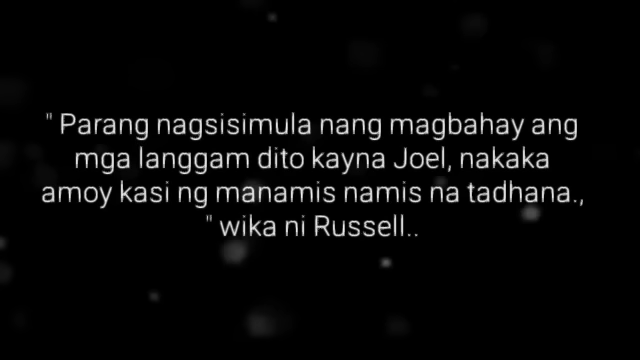 " Parang nagsisimula nang magbahay ang
mga langgam dito kayna Joel, nakaka
amoy kasi ng manamis namis na tadhana.,
" wika ni Russell..